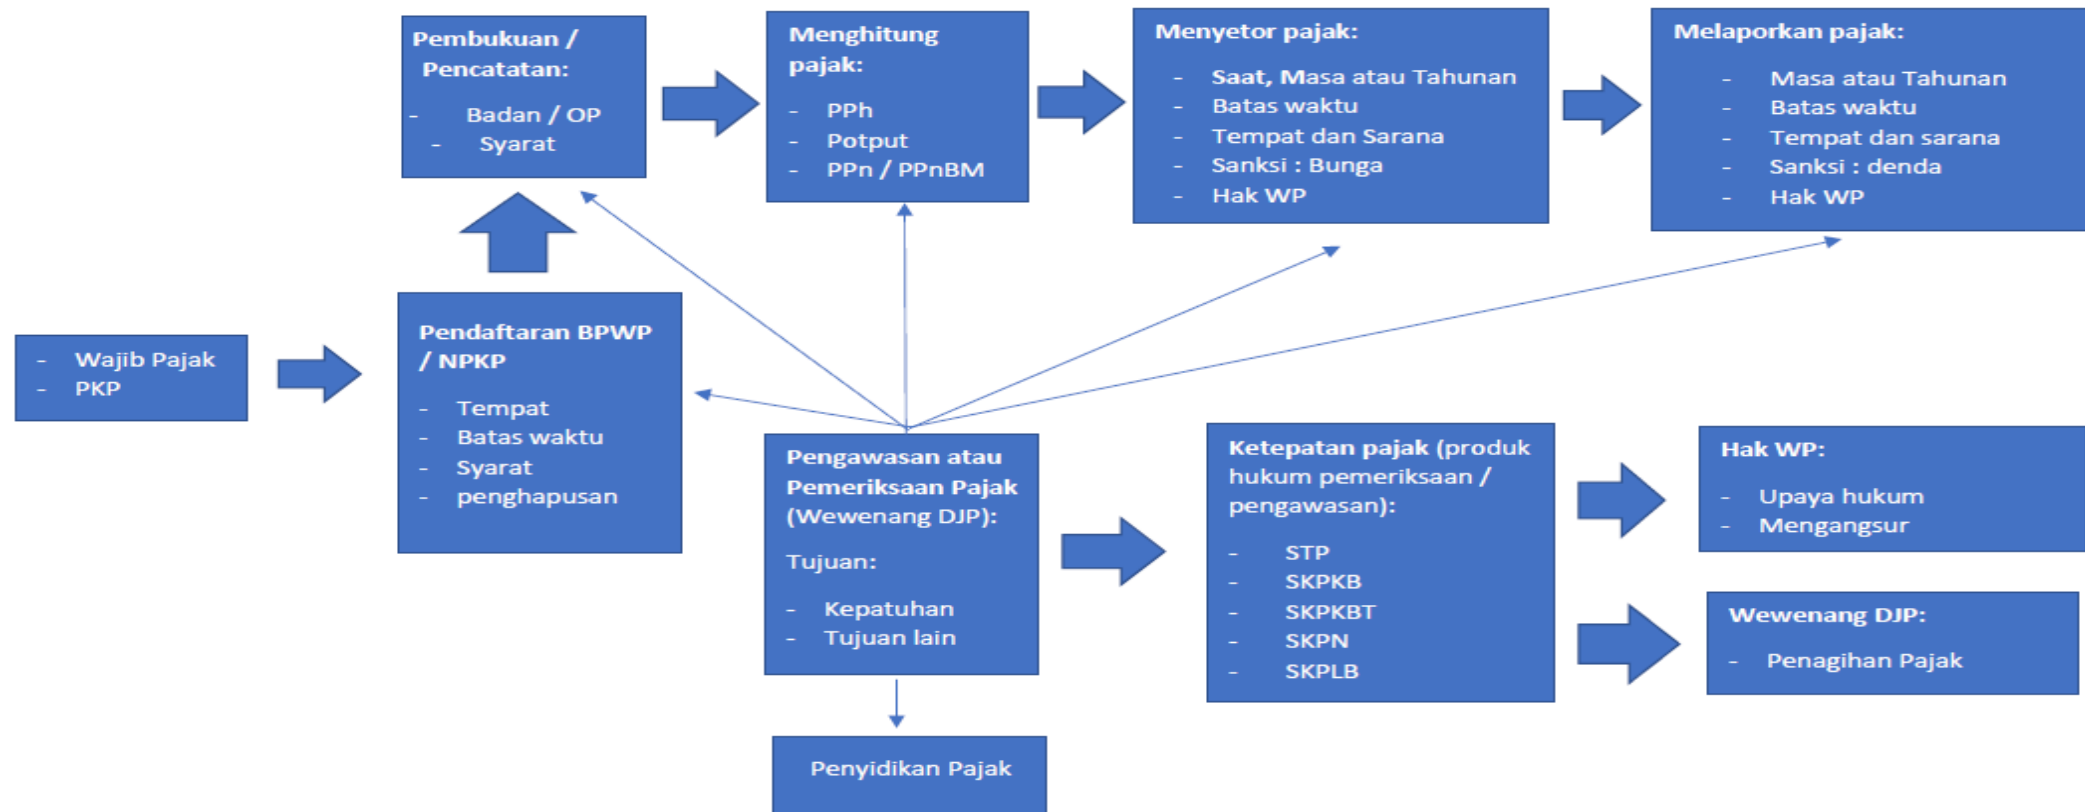 Pembukuan /
Pencatatan:
- Badan / OP
- Syarat
Menghitung
pajak:
- PPh
- Potput
- PPn / PPnBM
Menyetor pajak:
- Saat, Masa atau Tahunan
- Batas waktu
- Tempat dan Sarana
- Sanksi : Bunga
- Hak WP
Melaporkan pajak:
- Masa atau Tahunan
- Batas waktu
- Tempat dan sarana
- Sanksi : denda
- Hak WP
- Wajib Pajak
- PKP
Pendaftaran BPWP
/ NPKP
- Tempat
- Batas waktu
- Syarat
- penghapusan
Pengawasan atau
Pemeriksaan Pajak
(Wewenang DJP):
Tujuan:
- Kepatuhan
- Tujuan lain
Ketepatan pajak (produk
hukum pemeriksaan /
pengawasan):
- STP
- SKPKB
- SKPKBT
- SKPN
- SKPLB
Hak WP:
- Upaya hukum
- Mengangsur
Wewenang DJP:
- Penagihan Pajak
Penyidikan Pajak